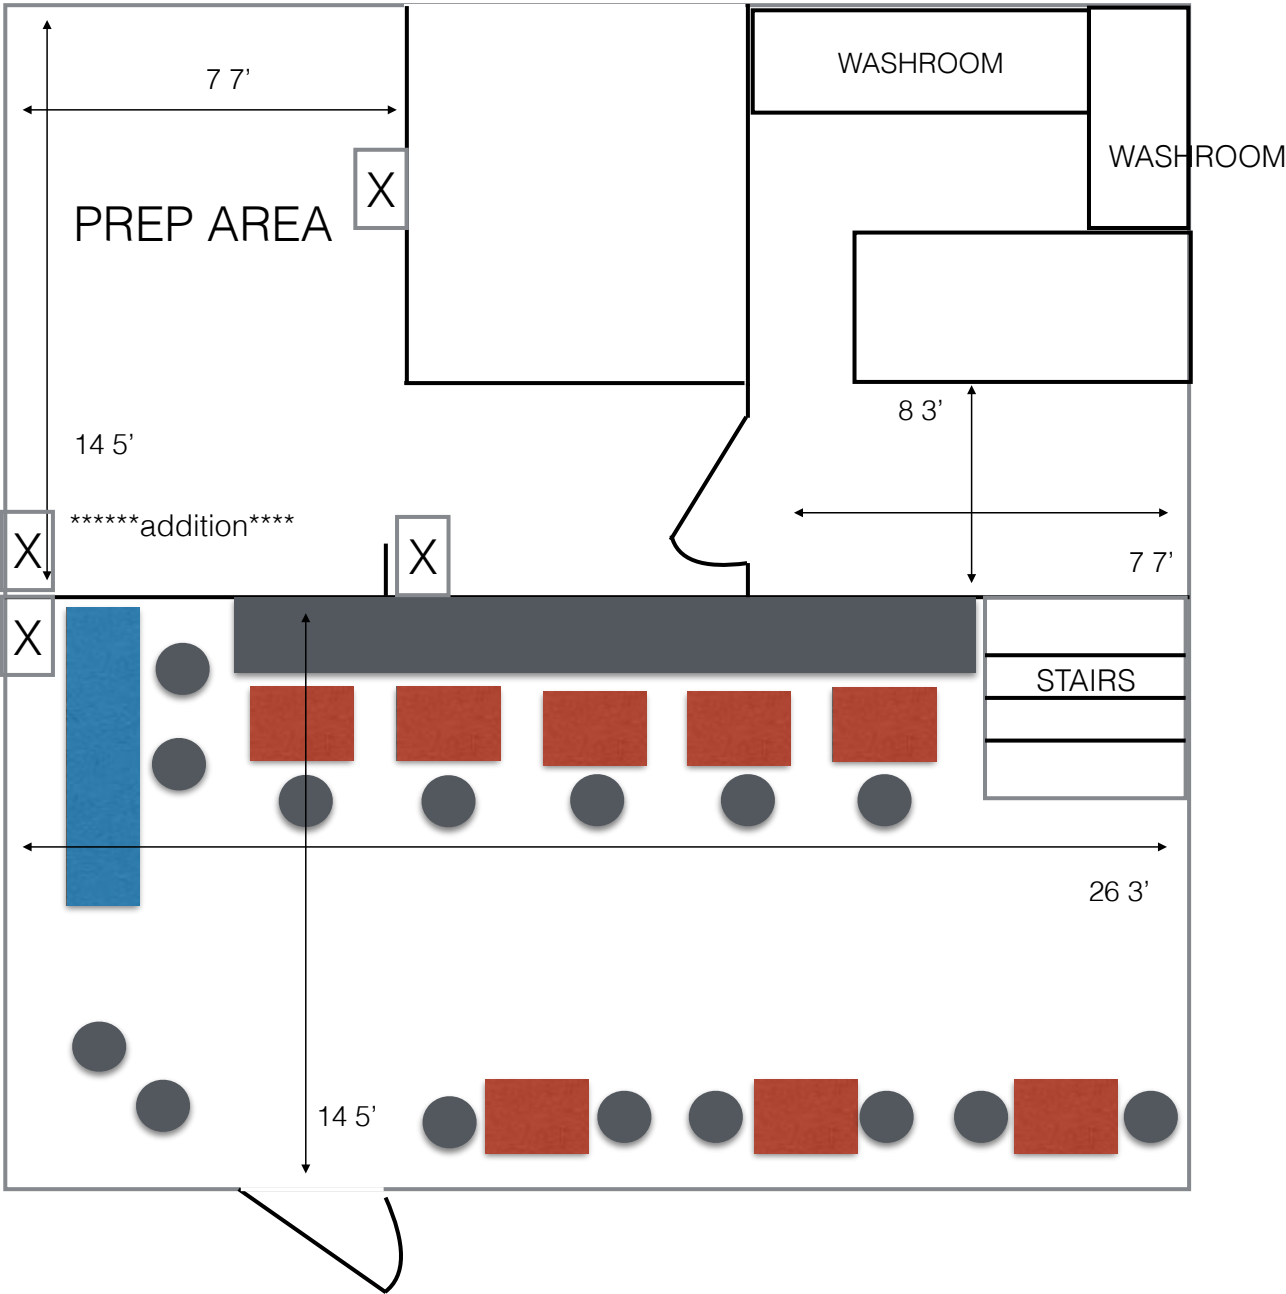 WASHROOM
7 7’
WASHROOM
X
PREP AREA
8 3’
14 5’
******addition****
X
X
7 7’
X
STAIRS
26 3’
14 5’